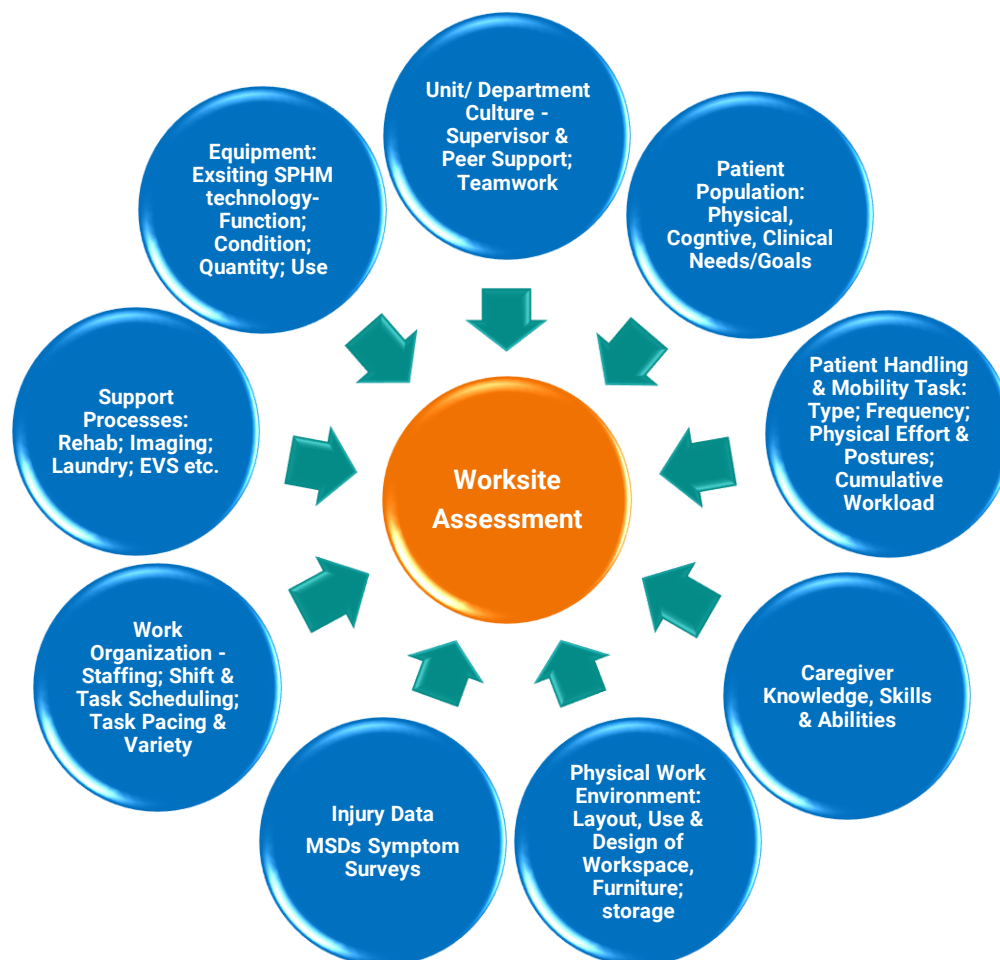 Unit/ Department
Culture -
Supervisor &
Peer Support;
Teamwork
Patient
Population:
Physical,
Cogntive, Clinical
Needs/Goals
Patient Handling
& Mobility Task:
Type; Frequency;
Physical Effort &
Postures;
Cumulative
Workload
Caregiver
Knowledge, Skills
& Abilities
Physical Work
Environment:
Layout, Use &
Design of
Workspace,
Furniture;
storage
Injury Data
MSDs Symptom
Surveys
Work
Organization -
Staffing; Shift &
Task Scheduling;
Task Pacing &
Variety
Support
Processes:
Rehab; Imaging;
Laundry; EVS etc.
Equipment:
Exsiting SPHM
technology-
Function;
Condition;
Quantity; Use
Worksite
Assessment